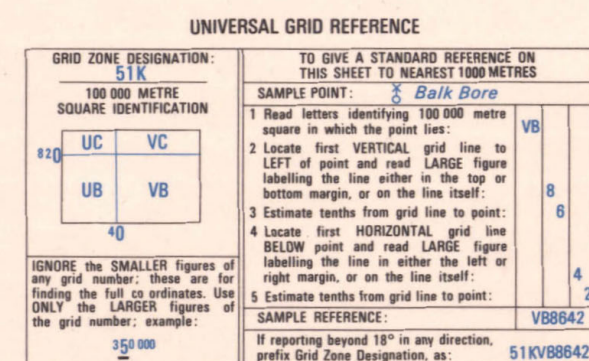 UNIVERSAL GRID REFERENCE
GRID ZONE DESIGNATION:
51K
100 000 METRE
SQUARE IDENTIFICATION
UC VC
820
UB VB
40
IGNORE the SMALLER figures of
any grid number; these are for
finding the full co ordinates. Use
ONLY the LARGER figures of
the grid number; example:
350 000
TO GIVE A STANDARD REFERENCE ON
THIS SHEET TO NEAREST 1000 METRES
SAMPLE POINT: Balk Bore
1 Read letters identifying 100 000 metre
square in which the point lies: VB
2 Locate first VERTICAL grid line to
LEFT of point and read LARGE figure
labelling the line either in the top or
bottom margin, or on the line itself: 8
3 Estimate tenths from grid line to point: 6
4 Locate first HORIZONTAL grid line
BELOW point and read LARGE figure
labelling the line in either the left or
right margin, or on the line itself: 4
5 Estimate tenths from grid line to point: 2
SAMPLE REFERENCE: VB8642
If reporting beyond 18° in any direction,
prefix Grid Zone Designation, as: 51KVB8642